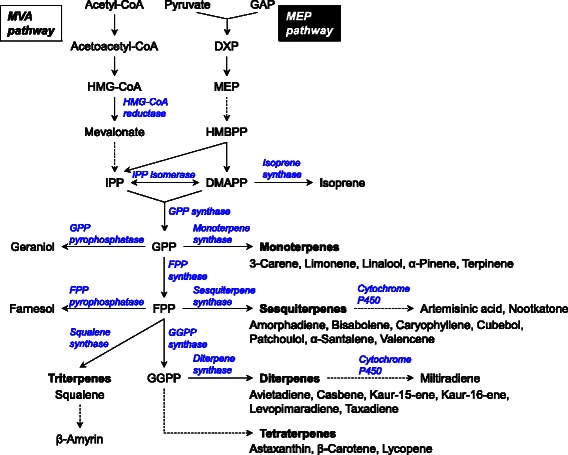 MVA pathway
Acetyl-CoA
Pyruvate
GAP
MEP pathway
Acetoacetyl-CoA
DXP
HMG-CoA
MEP
HMG-CoA reductase
Mevalonate
HMBPP
IPP
IPP Isomerase
DMAPP
Isoprene synthase
Isoprene
GPP synthase
GPP pyrophosphatase
Monoterpene synthase
Geraniol
GPP
Monoterpenes
3-Carene, Limonene, Linalool, α-Pinene, Terpinene
FPP synthase
FPP pyrophosphatase
Sesquiterpene synthase
Cytochrome P450
Farnesol
FPP
Sesquiterpenes
Artemisinic acid, Nootkatone
Amorphadiene, Bisabolene, Caryophyllene, Cubebol,
Patchoulol, α-Santalene, Valencene
Squalene synthase
GGPP synthase
Diterpene synthase
Cytochrome P450
Triterpenes
GGPP
Diterpenes
Miltiradiene
Squalene
Avietadiene, Casbene, Kaur-15-ene, Kaur-16-ene,
Levopimaradiene, Taxadiene
β-Amyrin
Tetraterpenes
Astaxanthin, β-Carotene, Lycopene